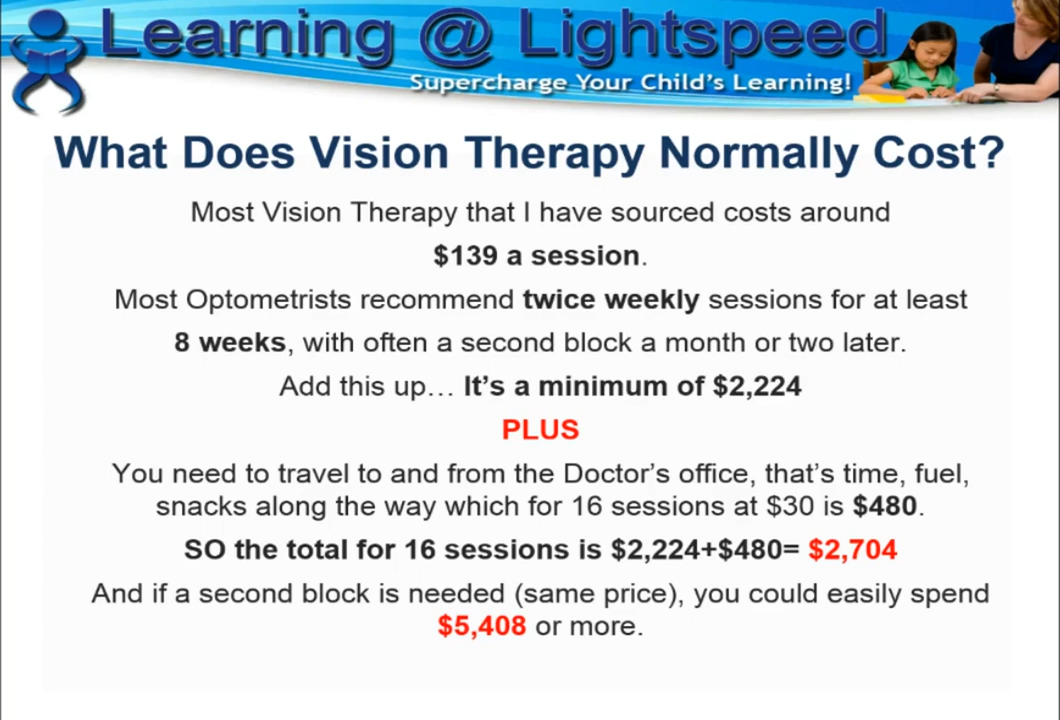 Learning @ Lightspeed
Supercharge Your Child's Learning!
What Does Vision Therapy Normally Cost?
Most Vision Therapy that I have sourced costs around
$139 a session.
Most Optometrists recommend twice weekly sessions for at least
8 weeks, with often a second block a month or two later.
Add this up… It's a minimum of $2,224
PLUS
You need to travel to and from the Doctor's office, that's time, fuel,
snacks along the way which for 16 sessions at $30 is $480.
SO the total for 16 sessions is $2,224+$480= $2,704
And if a second block is needed (same price), you could easily spend
$5,408 or more.